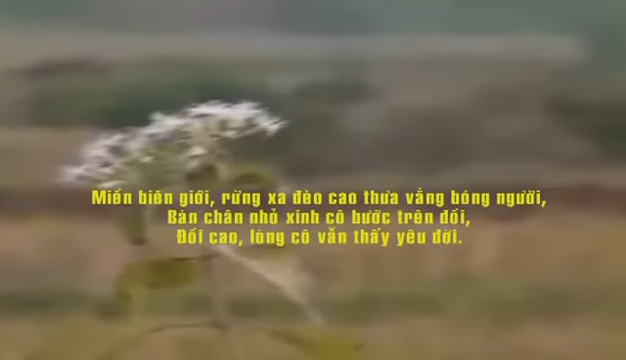 Miền biên giới, rừng xa đèo cao thưa vắng bóng người,
Bàn chân nhỏ xinh cô bước trên đồi,
Đồi cao, lòng cô vẫn thấy yêu đời.